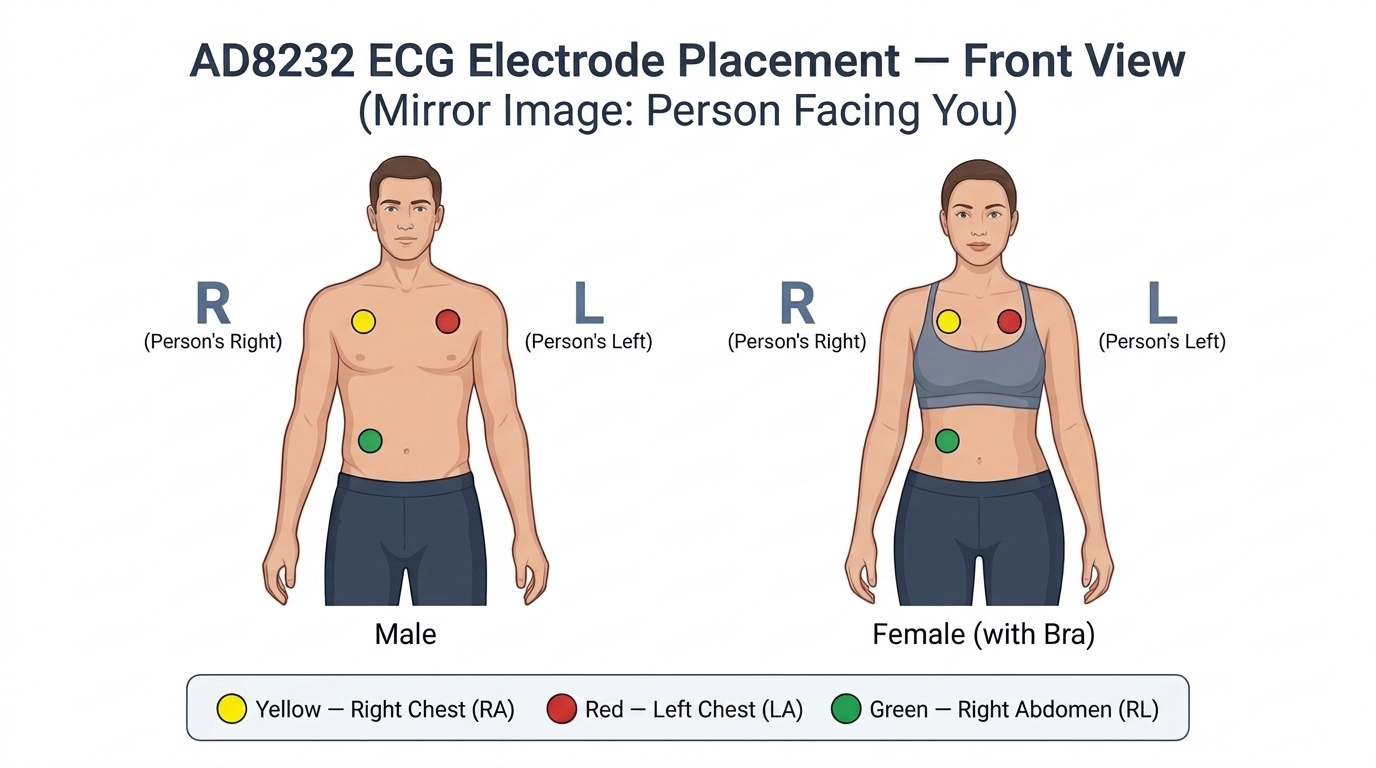 AD8232 ECG Electrode Placement — Front View
(Mirror Image: Person Facing You)
R
(Person's Right)
L
(Person's Left)
R
(Person's Right)
L
(Person's Left)
Male
Female (with Bra)
Yellow — Right Chest (RA)
Red — Left Chest (LA)
Green — Right Abdomen (RL)